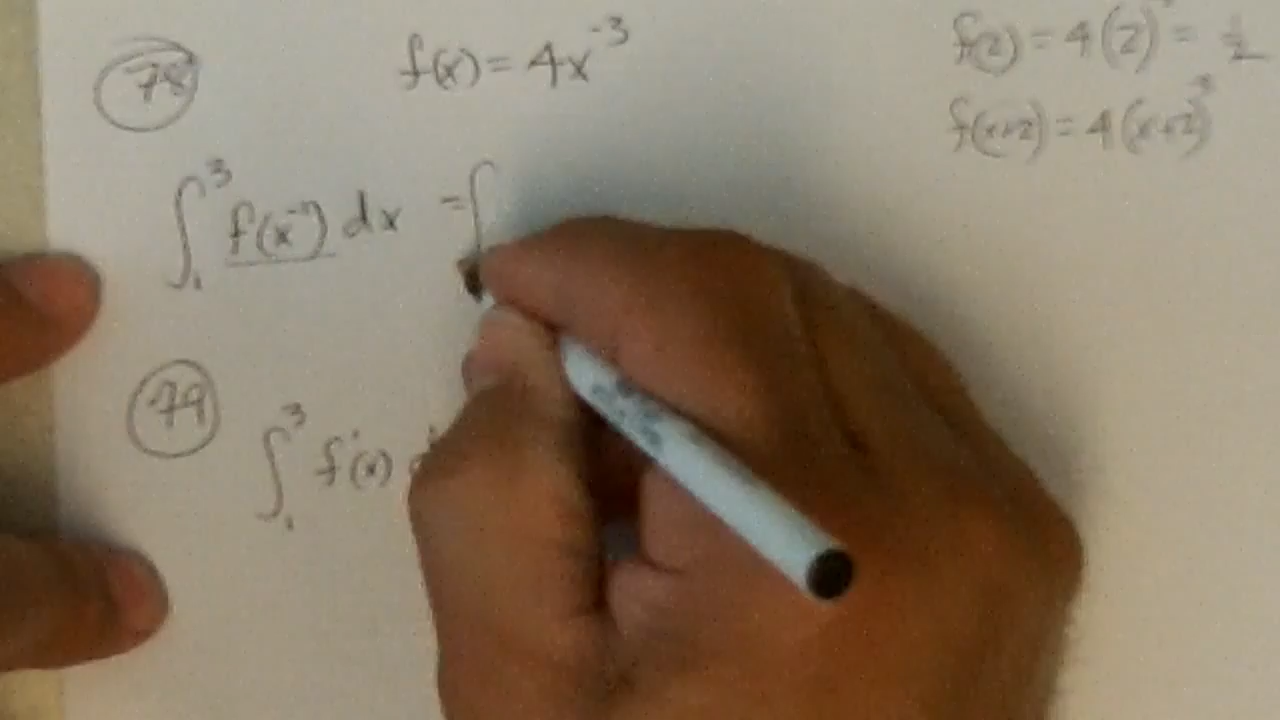 78
f(x) = 4x⁻³
f(2) = 4(2)⁻³ = 1/2
f(x+2) = 4(x+2)⁻³
∫₁³ f(x⁻¹) dx = ∫
79
∫₁³ f'(x)